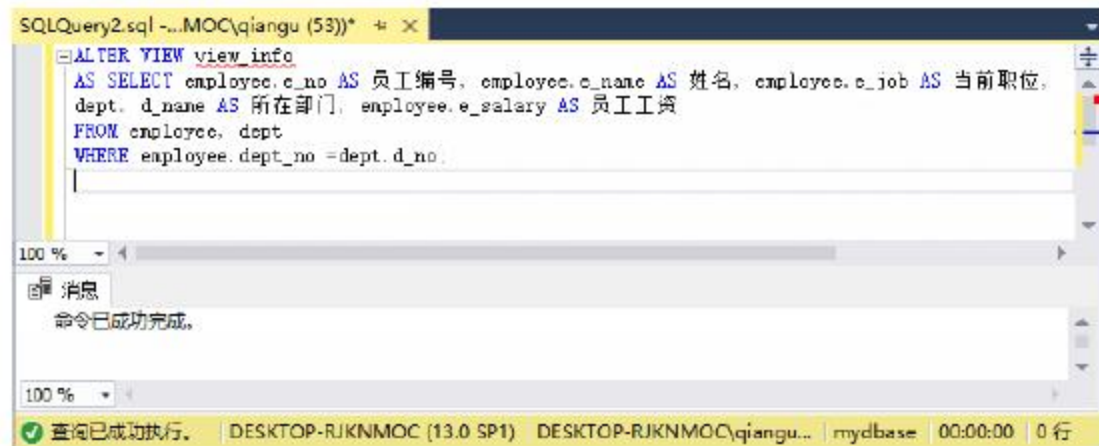 SQLQuery2.sql -...MOC\qiangu (53))*
ALTER VIEW view_info
AS SELECT employee.e_no AS 员工编号, employee.e_name AS 姓名, employee.e_job AS 当前职位,
dept. d_name AS 所在部门, employee.e_salary AS 员工工资
FROM employee, dept
WHERE employee.dept_no =dept.d_no;
100 %
消息
命令已成功完成。
100 %
查询已成功执行。 DESKTOP-RJKNMOC (13.0 SP1) DESKTOP-RJKNMOC\qiangu... mydbase 00:00:00 0 行